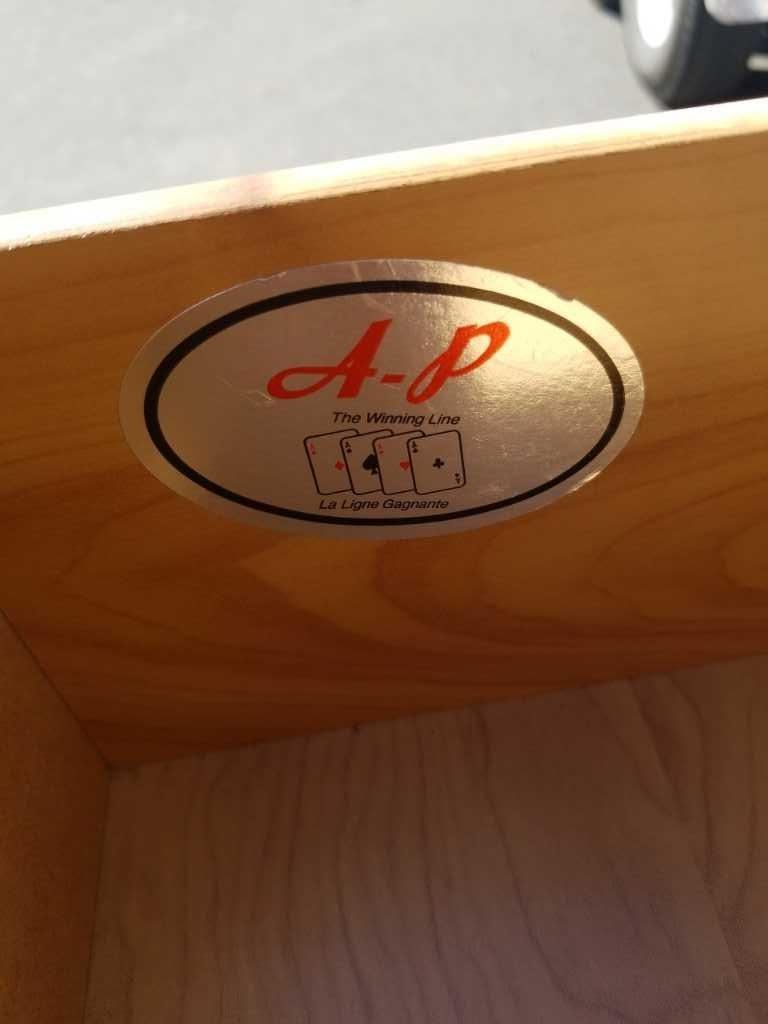 A-P
The Winning Line
A A A A
La Ligne Gagnante